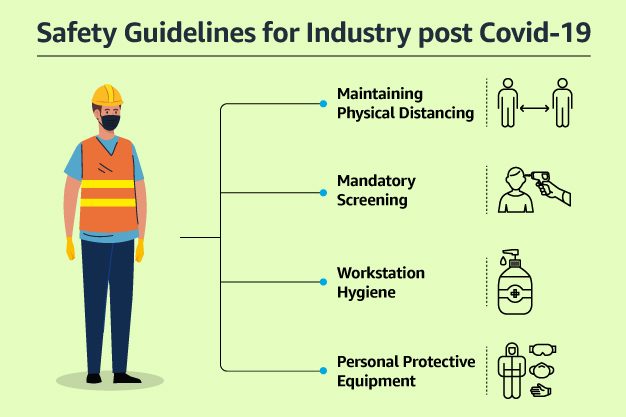 Safety Guidelines for Industry post Covid-19
Maintaining
Physical Distancing
Mandatory
Screening
Workstation
Hygiene
Personal Protective
Equipment